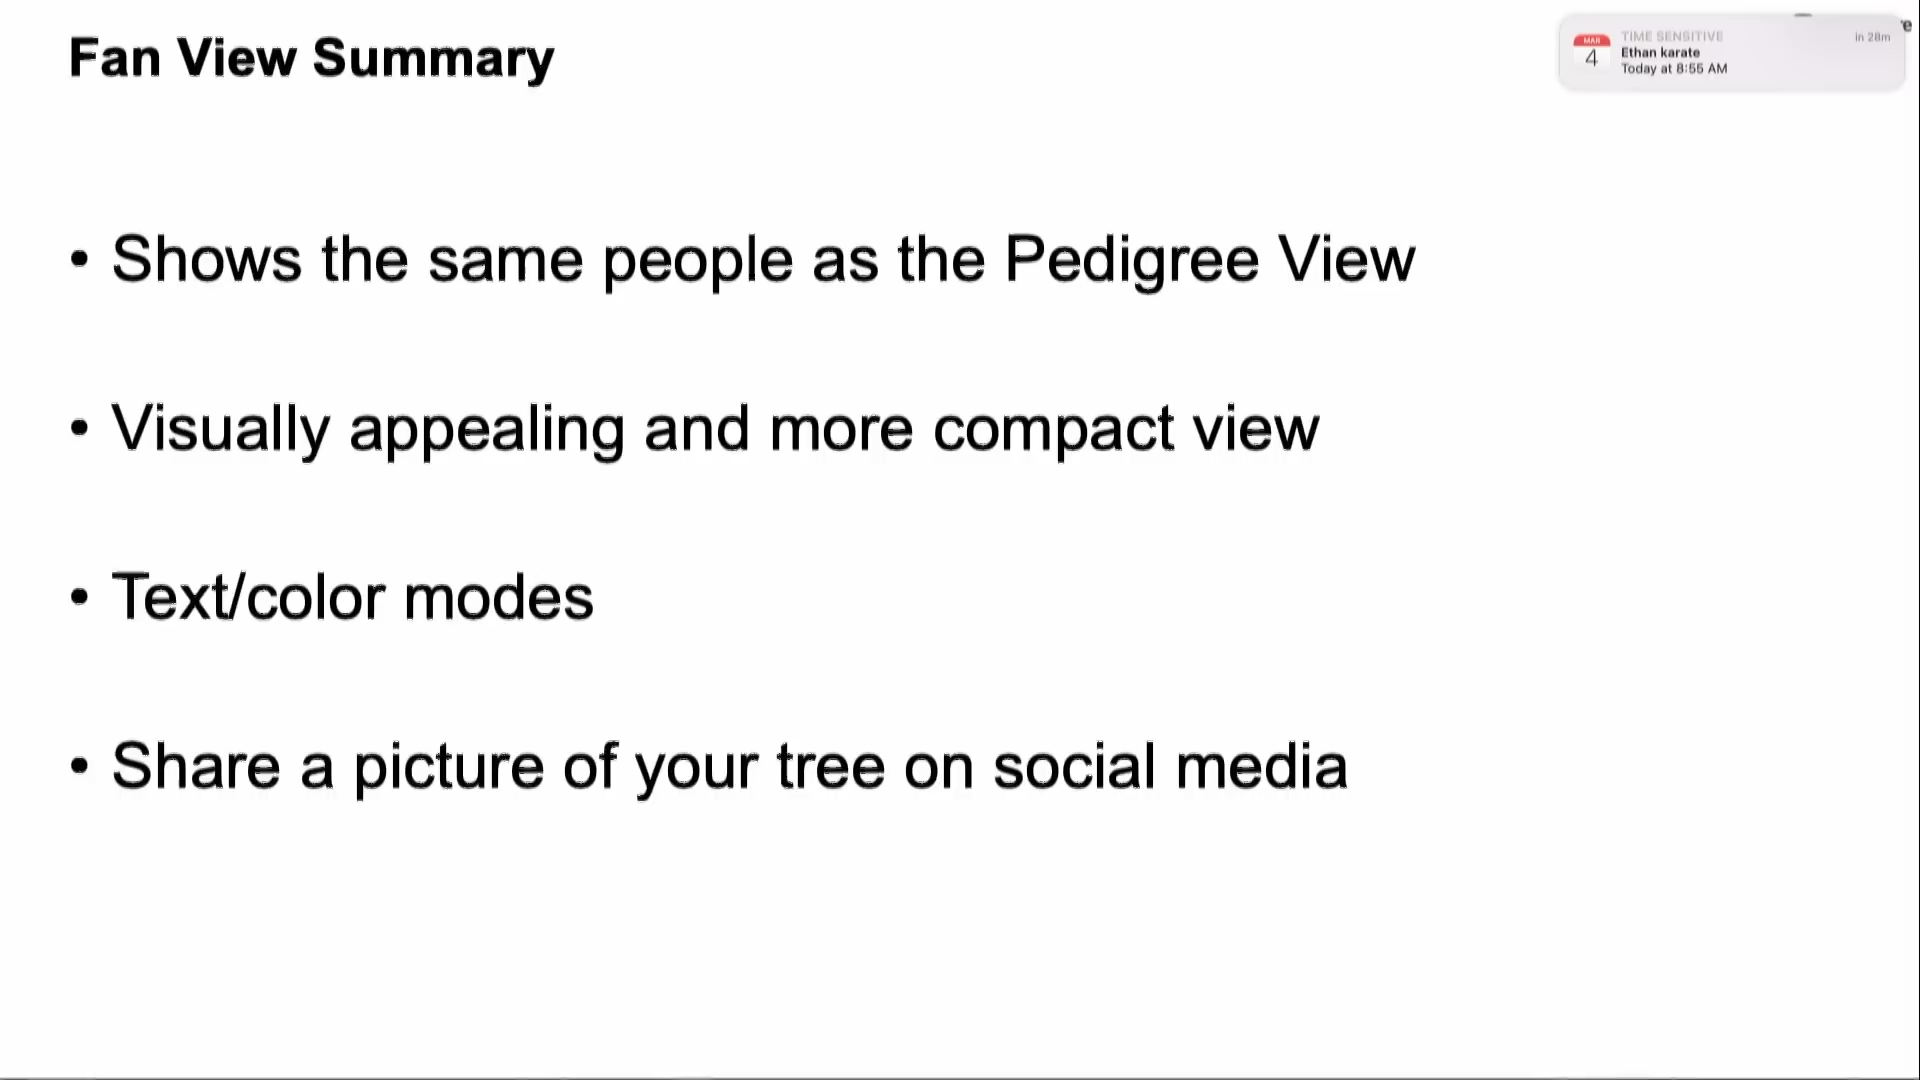 Fan View Summary
MAR
4
TIME SENSITIVE
in 28m
Ethan karate
Today at 8:55 AM
• Shows the same people as the Pedigree View
• Visually appealing and more compact view
• Text/color modes
• Share a picture of your tree on social media